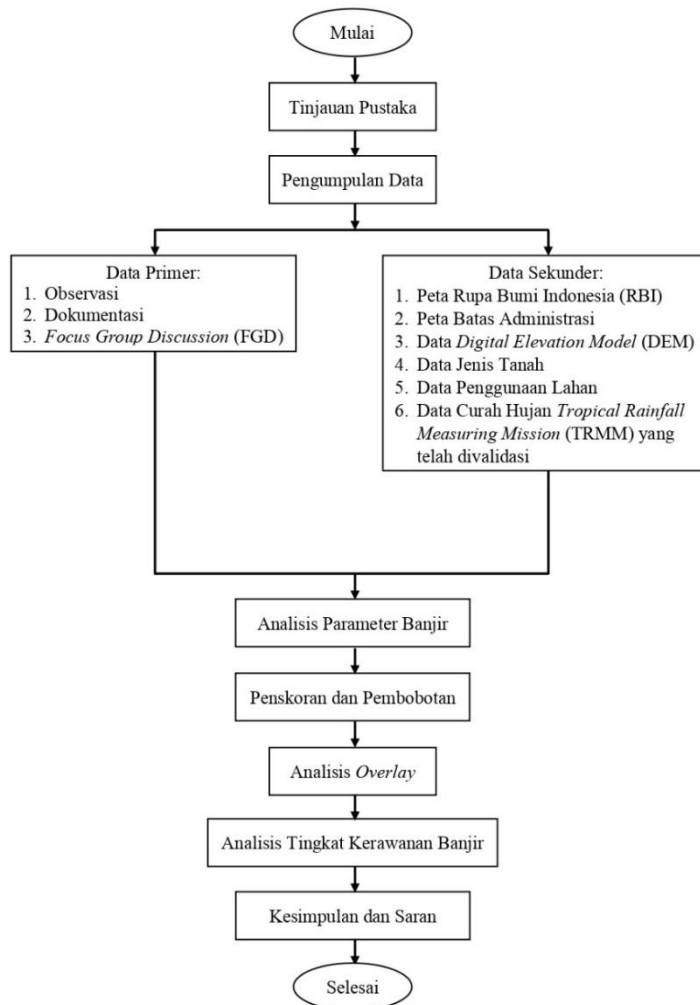 Mulai
Tinjauan Pustaka
Pengumpulan Data
Data Primer:
1. Observasi
2. Dokumentasi
3. Focus Group Discussion (FGD)
Data Sekunder:
1. Peta Rupa Bumi Indonesia (RBI)
2. Peta Batas Administrasi
3. Data Digital Elevation Model (DEM)
4. Data Jenis Tanah
5. Data Penggunaan Lahan
6. Data Curah Hujan Tropical Rainfall
Measuring Mission (TRMM) yang
telah divalidasi
Analisis Parameter Banjir
Penskoran dan Pembobotan
Analisis Overlay
Analisis Tingkat Kerawanan Banjir
Kesimpulan dan Saran
Selesai